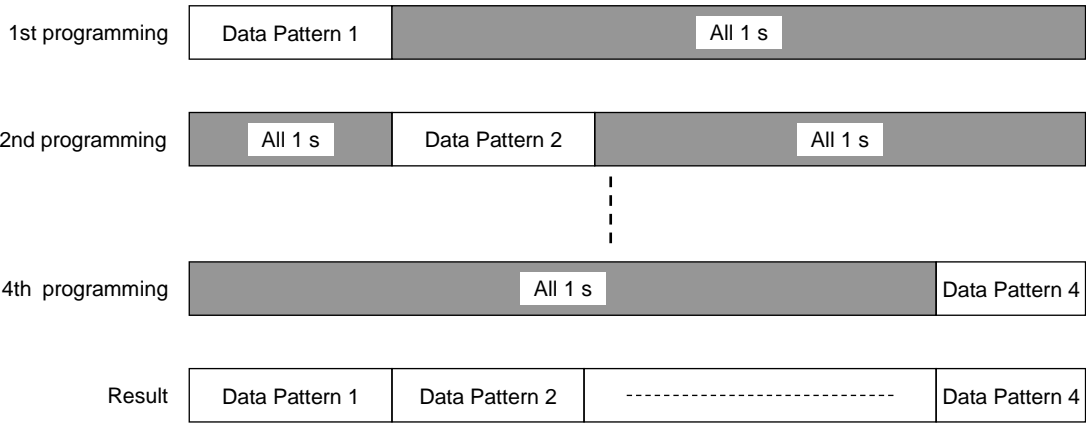 1st programming Data Pattern 1 All 1 s
2nd programming All 1 s Data Pattern 2 All 1 s
4th programming All 1 s Data Pattern 4
Result Data Pattern 1 Data Pattern 2 Data Pattern 4